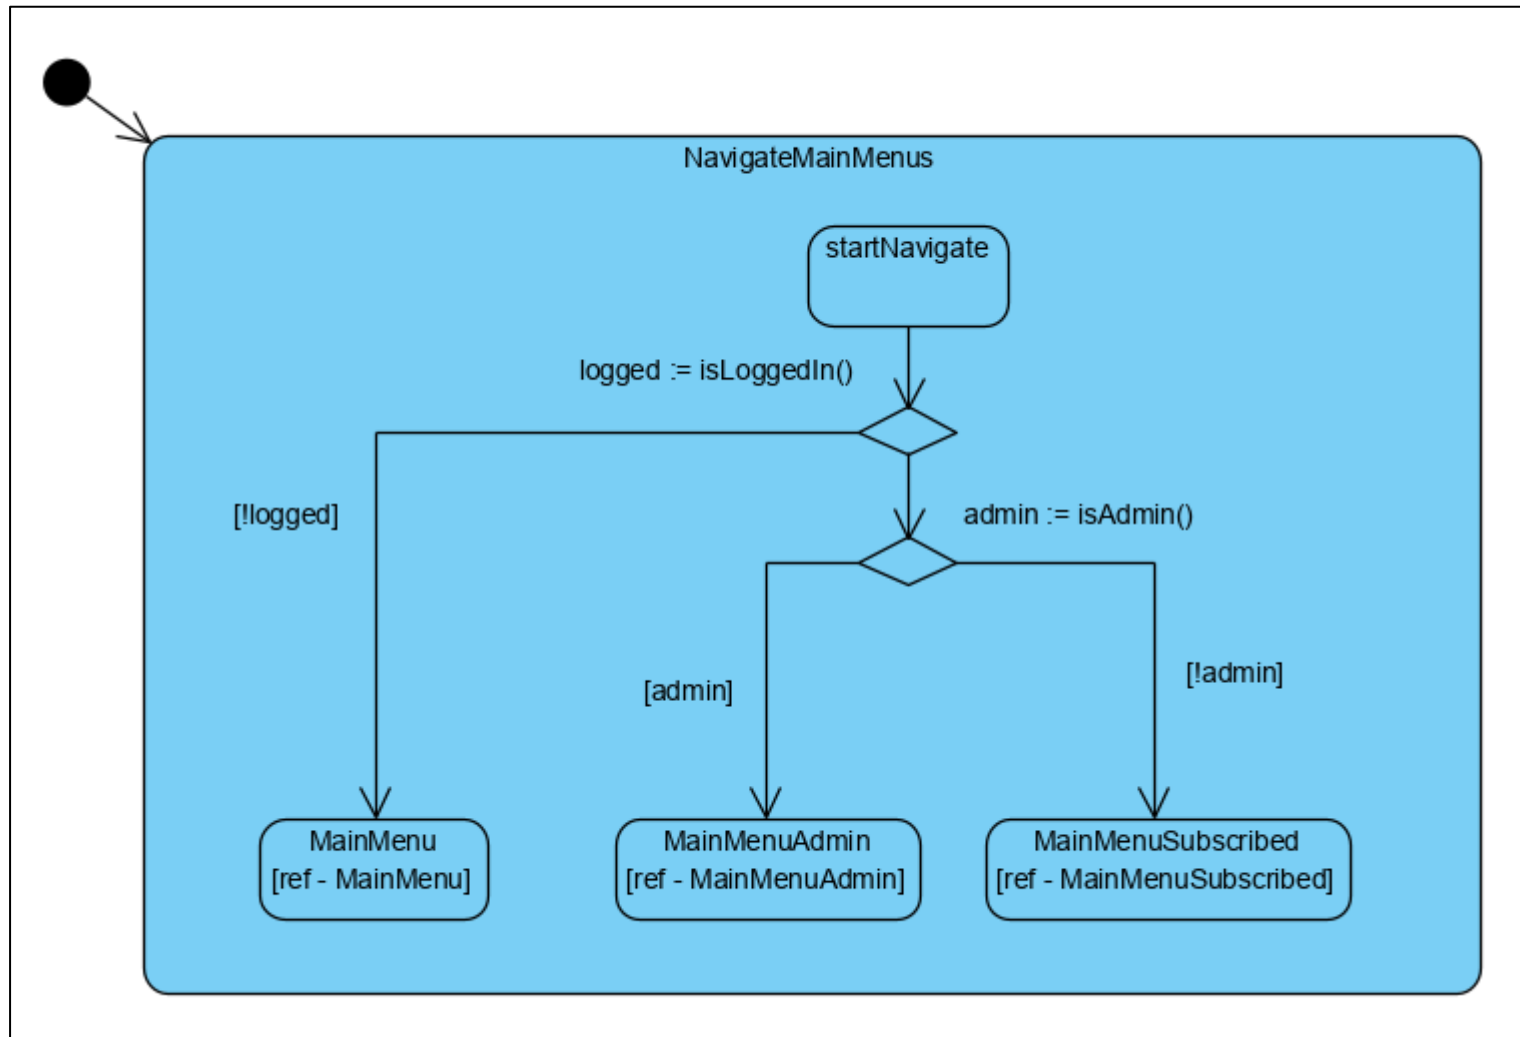 NavigateMainMenus
startNavigate
logged := isLoggedIn()
[!logged]
admin := isAdmin()
[admin]
[!admin]
MainMenu
[ref - MainMenu]
MainMenuAdmin
[ref - MainMenuAdmin]
MainMenuSubscribed
[ref - MainMenuSubscribed]